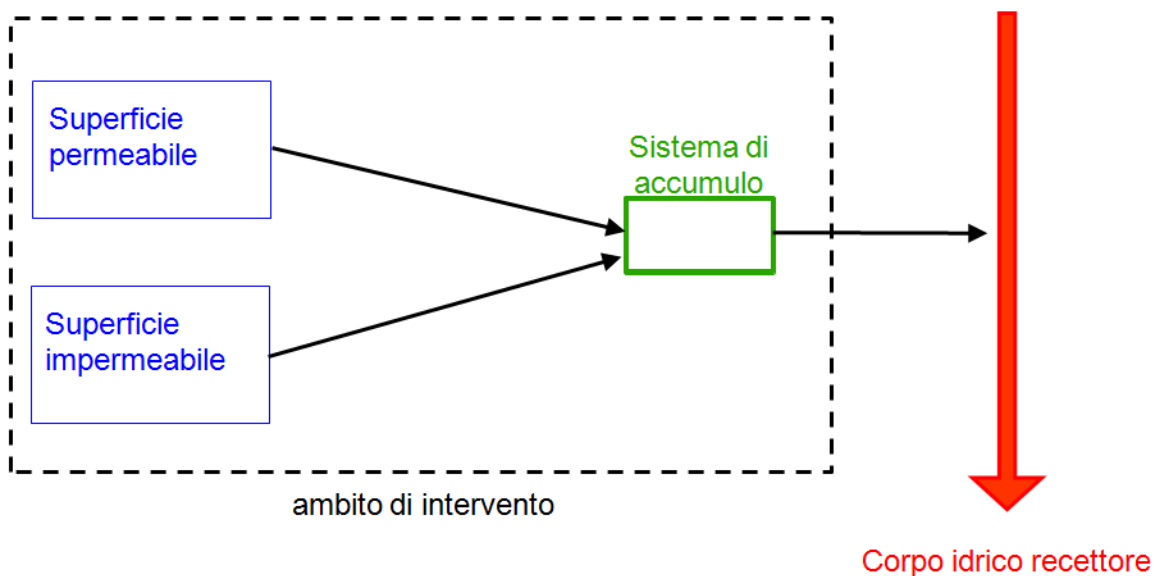 Superficie
permeabile
Sistema di
accumulo
Superficie
impermeabile
ambito di intervento
Corpo idrico recettore